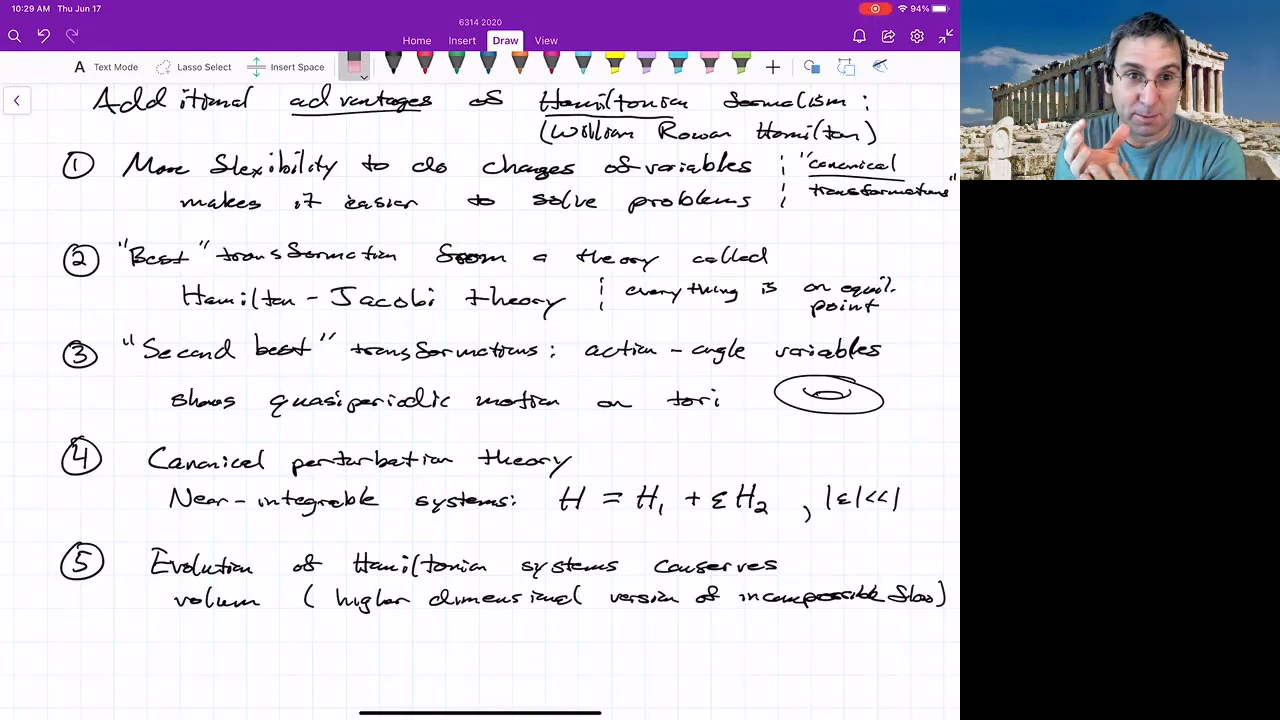 10:29 AM Thu Jun 17
94%
6314 2020
Home Insert Draw View
A Text Mode Lasso Select Insert Space
Additional advantages of Hamiltonian formalism:
(William Rowan Hamilton)
① More flexibility to do changes of variables "canonical
makes it easier to solve problems transformations"
② "Best" transformation from a theory called
Hamilton-Jacobi theory everything is an equil.
point
③ "Second best" transformations: action-angle variables
shows quasiperiodic motion on tori
④ Canonical perturbation theory
Near-integrable systems: H = H₁ + εH₂, |ε|<<1
⑤ Evolution of Hamiltonian systems conserves
volum (higher dimensional version of incompossible flow)